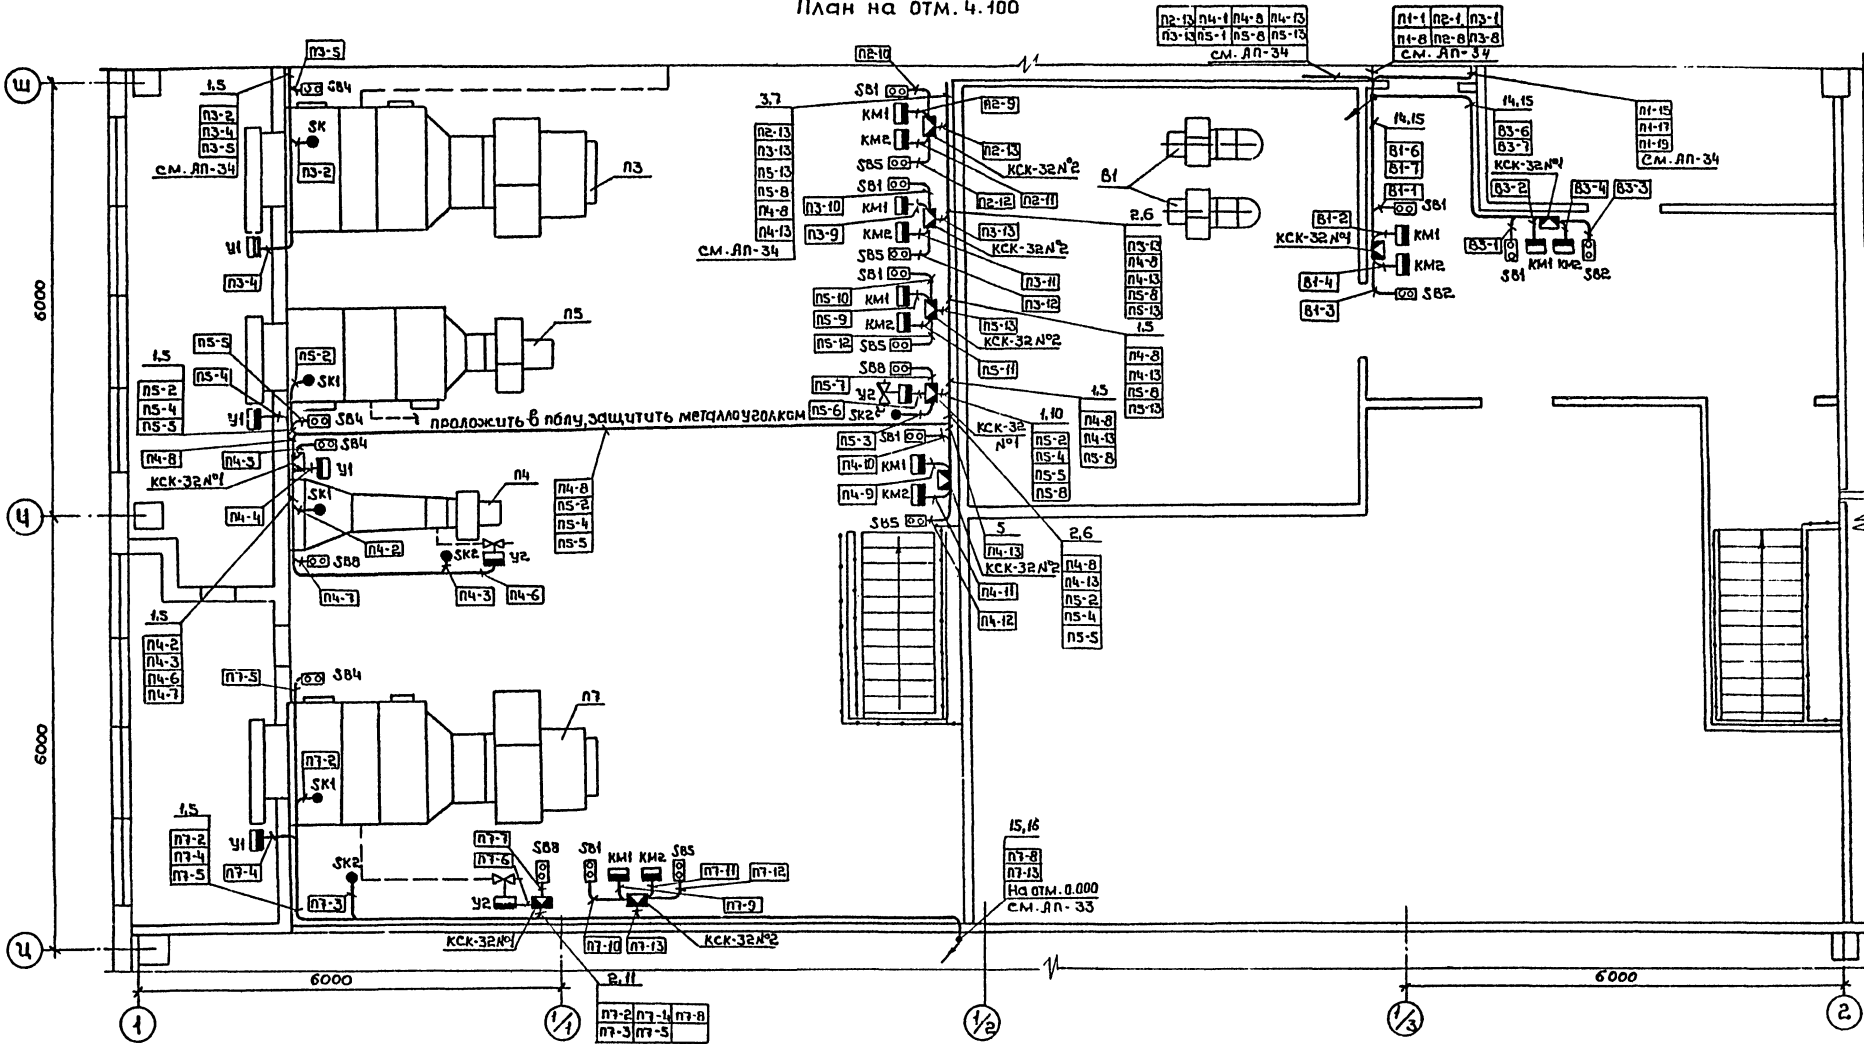 План на отм. 4.100
П2-13 П4-1 П4-8 П4-13
П3-13 П5-1 П5-8 П5-13
см. АП-34
П1-1 П2-1 П3-1
П1-8 П2-8 П3-8
см. АП-34
Щ
П3-5
1,5
SB4
П3-2
П3-4
П3-5
см. АП-34
SK
П3-2
П3
У1
П3-4
6000
П2-10
3,7
П2-13
П3-13
П5-13
П5-8
П4-8
П4-13
см. АП-34
SB1
КМ1
П2-9
КМ2
SB5
П2-13
КСК-32№2
П2-12
П2-11
SB1
П3-10
КМ1
П3-9
КМ2
П3-13
КСК-32№2
SB5
П3-11
П3-12
SB1
П5-10
КМ1
П5-9
КМ2
П5-13
КСК-32№2
П5-12
SB5
П5-11
SB8
П5-7
У2
П5-6
SK2
КСК-32
№1
В1
2,6
П3-13
П4-8
П4-13
П5-8
П5-13
1,5
П4-8
П4-13
П5-8
П5-13
1,5
П4-8
П4-13
П5-8
1,10
П5-2
П5-4
П5-5
П5-8
14,15
В1-6
В1-7
В1-1
SB1
В1-2
КМ1
КСК-32№1
КМ2
В1-4
В1-3
SB2
14,15
В3-6
В3-7
КСК-32№1
В3-2
В3-4
В3-3
В3-1
SB1
КМ1
КМ2
SB2
П1-15
П1-17
П1-19
см. АП-34
П5
П5-5
1,5
П5-2
П5-4
SK1
П5-2
П5-4
П5-5
У1
SB4
проложить в полу, защитить металлоуголком
SB4
П4-8
П4-5
КСК-32№1
У1
SK1
П4-4
П4
П4-2
SB8
SK2
У2
П4-7
П4-3
П4-6
П4-8
П5-2
П5-4
П5-5
П5-3
SB1
П4-10
КМ1
П4-9
КМ2
SB5
5
П4-13
КСК-32№2
П4-11
П4-12
2,6
П4-8
П4-13
П5-2
П5-4
П5-5
Ч
1,5
П4-2
П4-3
П4-6
П4-7
6000
П7-5
SB4
П7
П7-2
SK1
1,5
П7-2
П7-4
П7-5
У1
П7-4
SK2
П7-3
П7-7
П7-6
SB8
У2
КСК-32№1
SB1
КМ1
КМ2
SB5
П7-11
П7-12
П7-9
П7-10
П7-13
КСК-32№2
15,16
П7-8
П7-13
На отм. 0.000
см. АП-33
Ц
6000
2,11
П7-2 П7-4 П7-8
П7-3 П7-5
6000
1
1/1
1/2
1/3
2